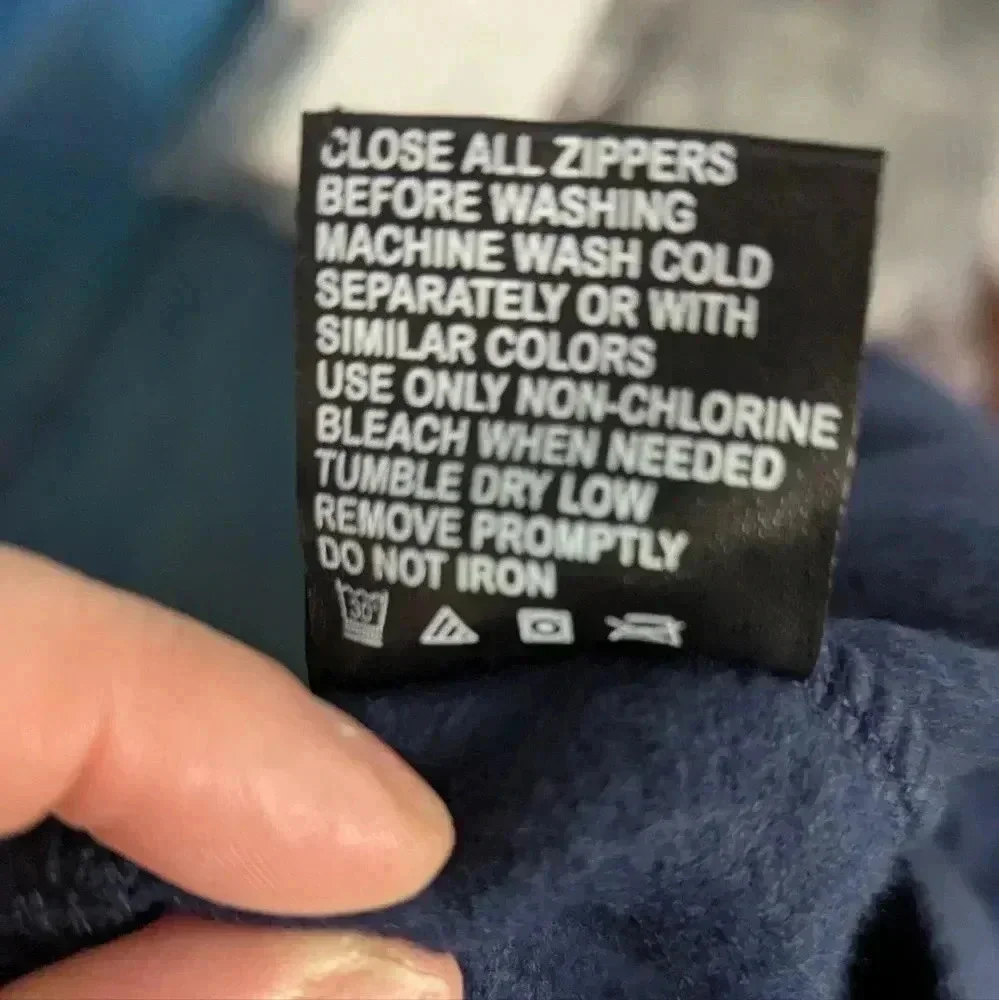 CLOSE ALL ZIPPERS
BEFORE WASHING
MACHINE WASH COLD
SEPARATELY OR WITH
SIMILAR COLORS
USE ONLY NON-CHLORINE
BLEACH WHEN NEEDED
TUMBLE DRY LOW
REMOVE PROMPTLY
DO NOT IRON
30°